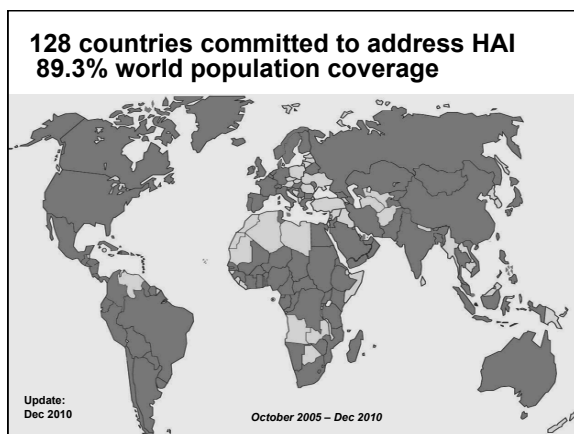 128 countries committed to address HAI
89.3% world population coverage
Update:
Dec 2010
October 2005 – Dec 2010